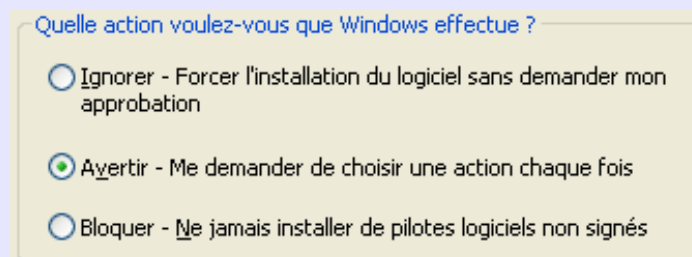 Quelle action voulez-vous que Windows effectue ?
Ignorer - Forcer l'installation du logiciel sans demander mon
approbation
Avertir - Me demander de choisir une action chaque fois
Bloquer - Ne jamais installer de pilotes logiciels non signés